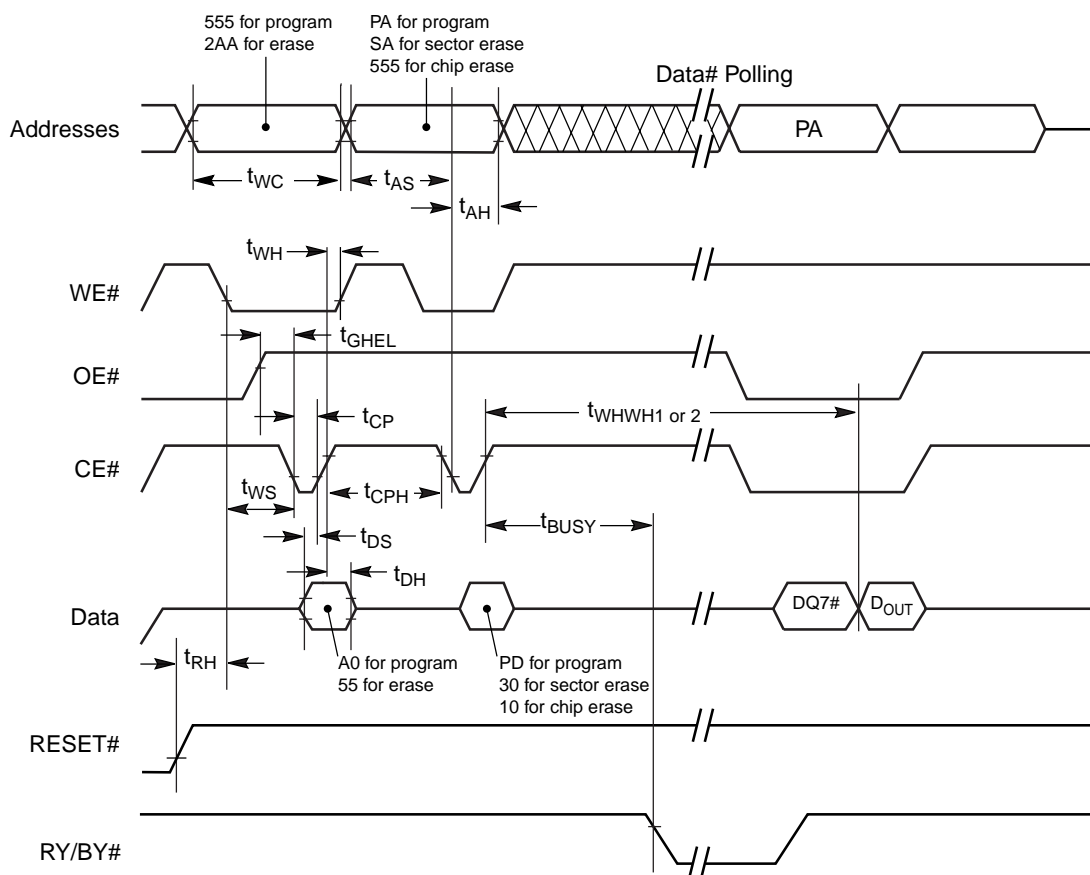 555 for program
2AA for erase
PA for program
SA for sector erase
555 for chip erase
Data# Polling
Addresses
PA
tWC
tAS
tAH
tWH
WE#
tGHEL
OE#
tCP
tWHWH1 or 2
CE#
tWS
tCPH
tBUSY
tDS
tDH
Data
DQ7#
DOUT
tRH
A0 for program
55 for erase
PD for program
30 for sector erase
10 for chip erase
RESET#
RY/BY#